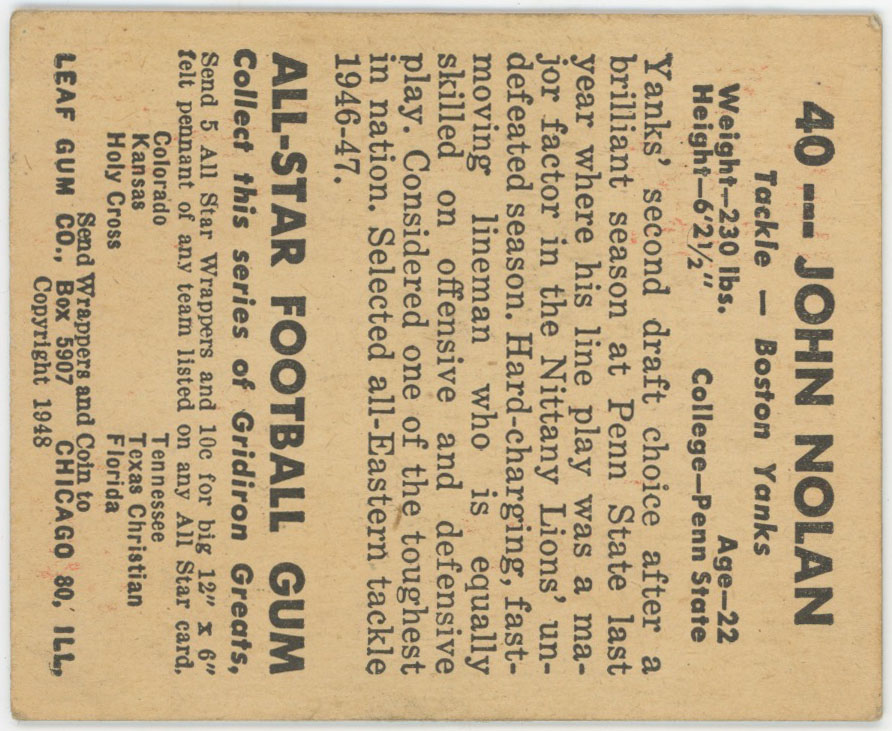 40 — JOHN NOLAN
Tackle — Boston Yanks
Weight—230 lbs. Age—22
Height—6'2½" College—Penn State
Yanks' second draft choice after a
brilliant season at Penn State last
year where his line play was a ma-
jor factor in the Nittany Lions' un-
defeated season. Hard-charging, fast-
moving lineman who is equally
skilled on offensive and defensive
play. Considered one of the toughest
in nation. Selected all-Eastern tackle
1946-47.
ALL-STAR FOOTBALL GUM
Collect this series of Gridiron Greats,
Send 5 All Star Wrappers and 10c for big 12" x 6"
felt pennant of any team listed on any All Star card.
Colorado Tennessee
Kansas Texas Christian
Holy Cross Florida
Send Wrappers and Coin to
LEAF GUM CO., Box 5907 CHICAGO 80, ILL,
Copyright 1948